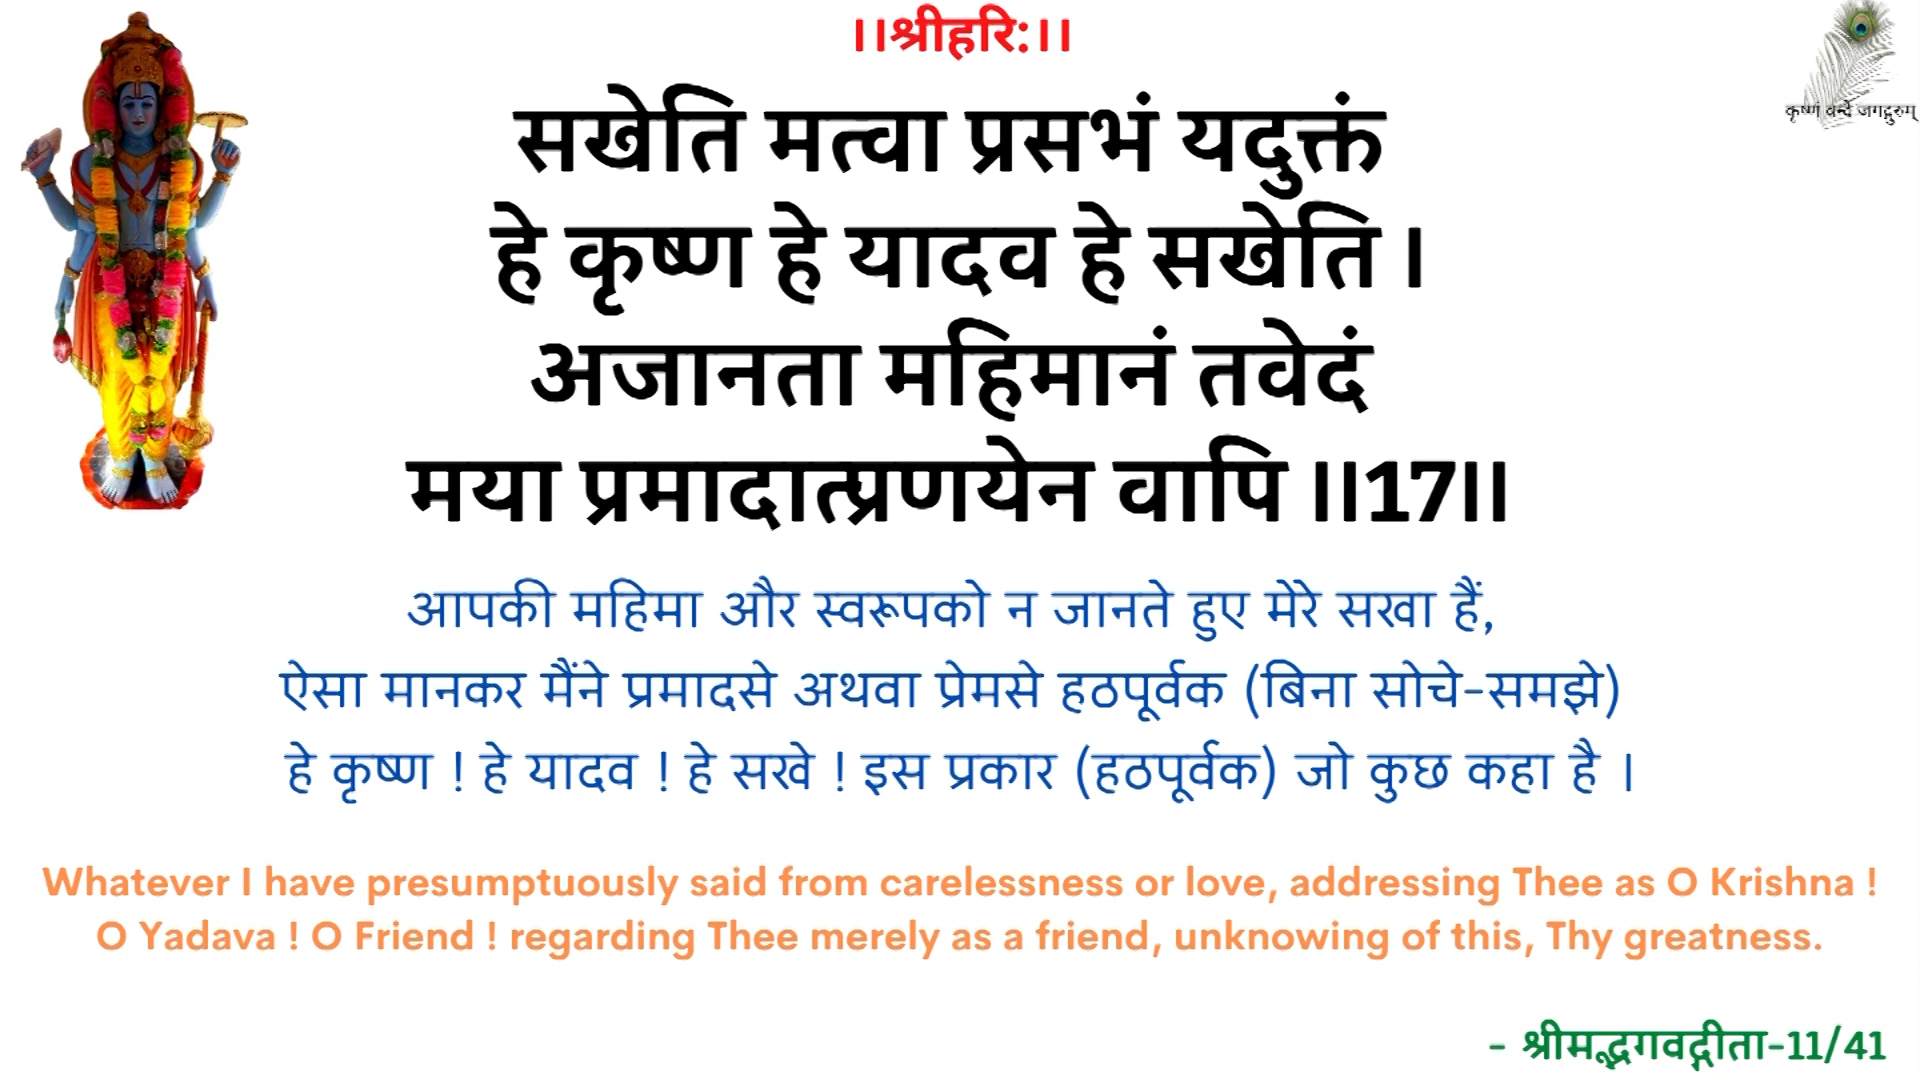 ।।श्रीहरि:।।
कृष्णं वन्दे जगद्गुरुम्
सखेति मत्वा प्रसभं यदुक्तं
हे कृष्ण हे यादव हे सखेति ।
अजानता महिमानं तवेदं
मया प्रमादात्प्रणयेन वापि ।।17।।
आपकी महिमा और स्वरूपको न जानते हुए मेरे सखा हैं,
ऐसा मानकर मैंने प्रमादसे अथवा प्रेमसे हठपूर्वक (बिना सोचे-समझे)
हे कृष्ण ! हे यादव ! हे सखे ! इस प्रकार (हठपूर्वक) जो कुछ कहा है ।
Whatever I have presumptuously said from carelessness or love, addressing Thee as O Krishna !
O Yadava ! O Friend ! regarding Thee merely as a friend, unknowing of this, Thy greatness.
- श्रीमद्भगवद्गीता-11/41